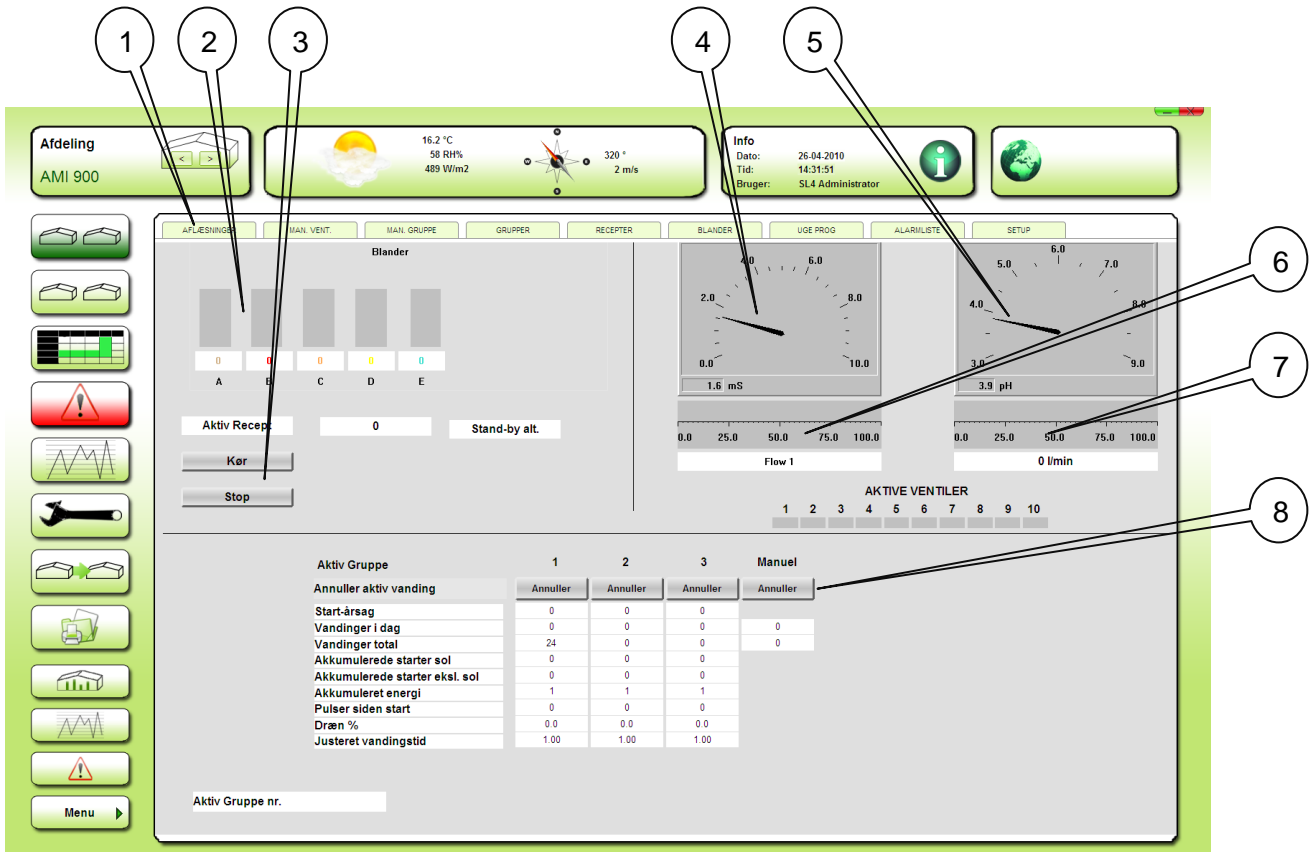 1 2 3 4 5
Afdeling
< >
AMI 900
16.2 °C
58 RH%
489 W/m2
320 °
2 m/s
Info
Dato: 26-04-2010
Tid: 14:31:51
Bruger: SL4 Administrator
AFLÆSNINGER MAN. VENT. MAN. GRUPPE GRUPPER RECEPTER BLANDER UGE PROG ALARMLISTE SETUP
Blander
0 0 0 0 0
A B C D E
Aktiv Recept 0 Stand-by alt.
Kør
Stop
0.0 2.0 4.0 6.0 8.0 10.0
1.6 mS
3.0 4.0 5.0 6.0 7.0 8.0 9.0
3.9 pH
6
7
0.0 25.0 50.0 75.0 100.0
Flow 1
0.0 25.0 50.0 75.0 100.0
0 l/min
AKTIVE VENTILER
1 2 3 4 5 6 7 8 9 10
8
Aktiv Gruppe 1 2 3 Manuel
Annuller aktiv vanding Annuller Annuller Annuller Annuller
Start-årsag 0 0 0
Vandinger i dag 0 0 0 0
Vandinger total 24 0 0 0
Akkumulerede starter sol 0 0 0
Akkumulerede starter eksl. sol 0 0 0
Akkumuleret energi 1 1 1
Pulser siden start 0 0 0
Dræn % 0.0 0.0 0.0
Justeret vandingstid 1.00 1.00 1.00
Aktiv Gruppe nr.
Menu